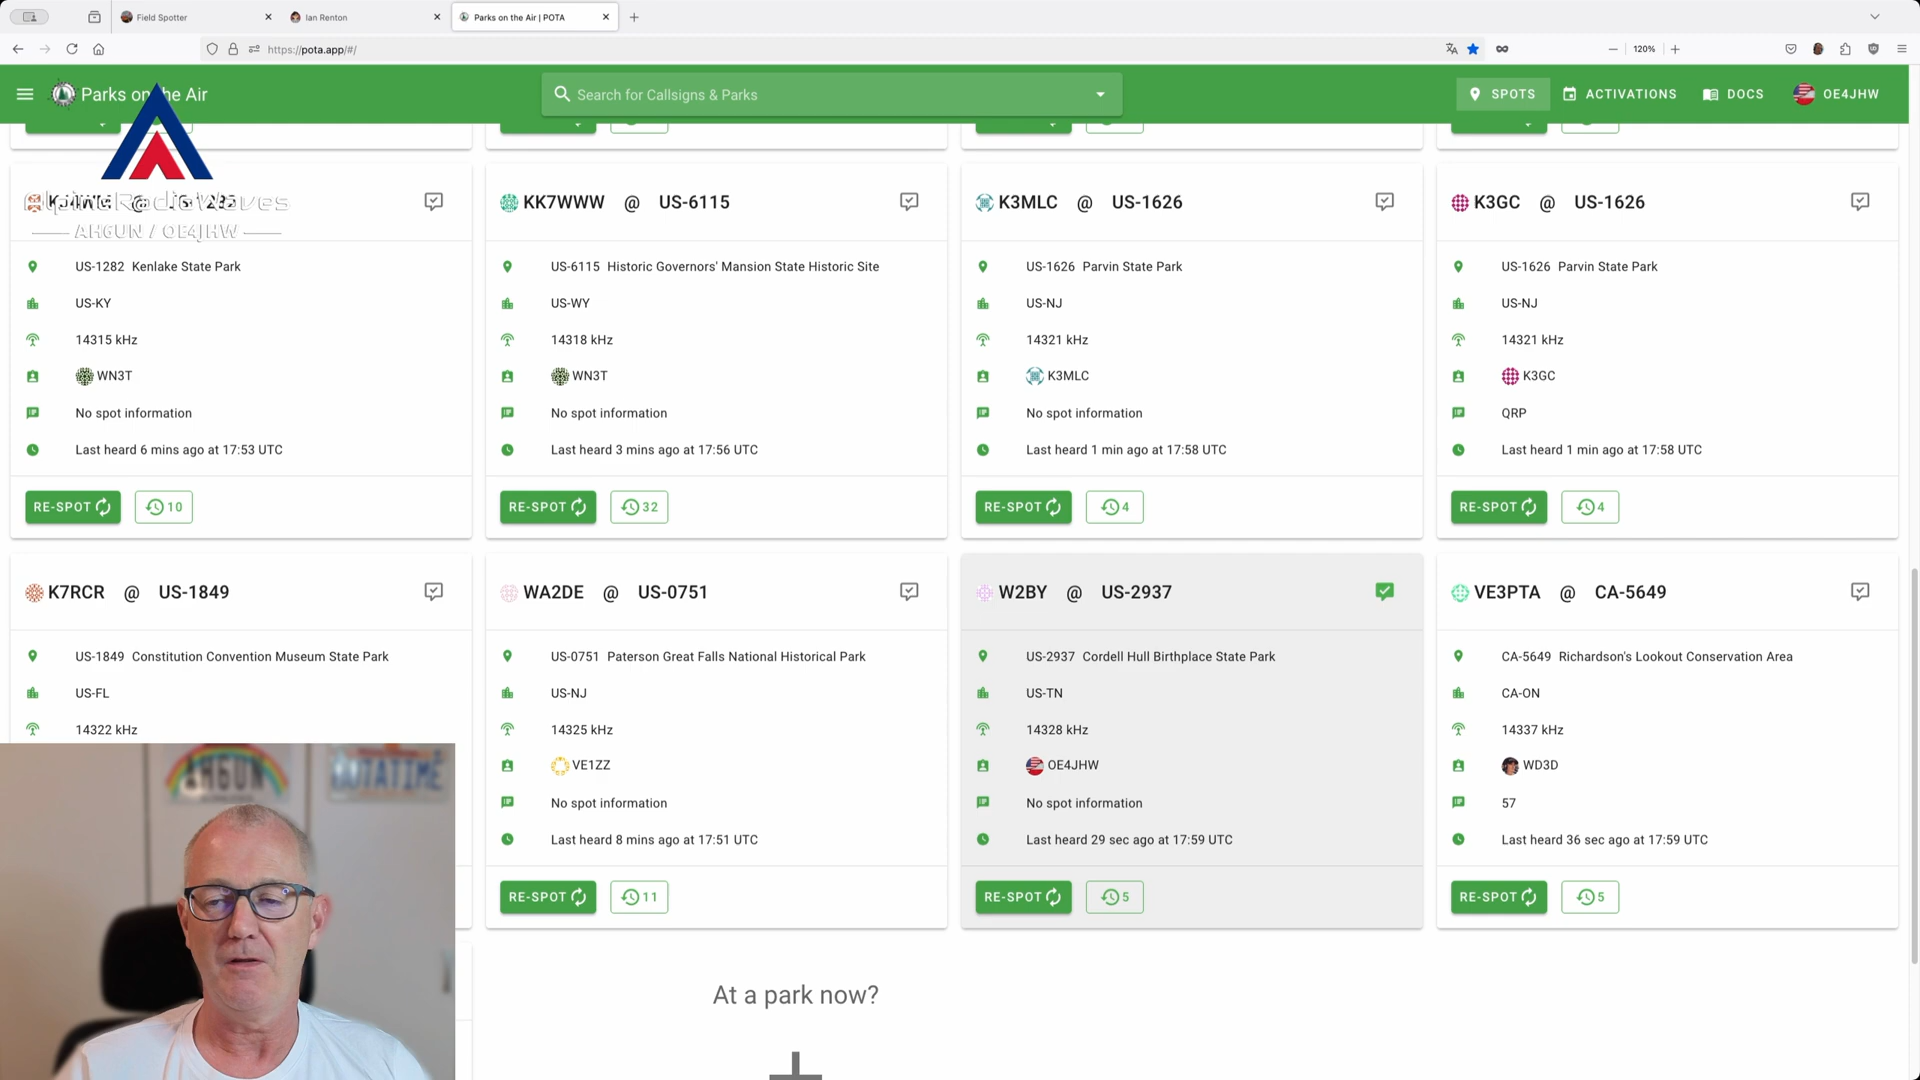 Field Spotter
Ian Renton
Parks on the Air | POTA
https://pota.app/#/
120%
Parks on the Air
Search for Callsigns & Parks
SPOTS
ACTIVATIONS
DOCS
OE4JHW
AlpineRadioWaves
AH6UN / OE4JHW
KK7WWW @ US-6115
K3MLC @ US-1626
K3GC @ US-1626
US-1282 Kenlake State Park
US-KY
14315 kHz
WN3T
No spot information
Last heard 6 mins ago at 17:53 UTC
RE-SPOT
10
US-6115 Historic Governors' Mansion State Historic Site
US-WY
14318 kHz
WN3T
No spot information
Last heard 3 mins ago at 17:56 UTC
RE-SPOT
32
US-1626 Parvin State Park
US-NJ
14321 kHz
K3MLC
No spot information
Last heard 1 min ago at 17:58 UTC
RE-SPOT
4
US-1626 Parvin State Park
US-NJ
14321 kHz
K3GC
QRP
Last heard 1 min ago at 17:58 UTC
RE-SPOT
4
K7RCR @ US-1849
US-1849 Constitution Convention Museum State Park
US-FL
14322 kHz
WA2DE @ US-0751
US-0751 Paterson Great Falls National Historical Park
US-NJ
14325 kHz
VE1ZZ
No spot information
Last heard 8 mins ago at 17:51 UTC
RE-SPOT
11
W2BY @ US-2937
US-2937 Cordell Hull Birthplace State Park
US-TN
14328 kHz
OE4JHW
No spot information
Last heard 29 sec ago at 17:59 UTC
RE-SPOT
5
VE3PTA @ CA-5649
CA-5649 Richardson's Lookout Conservation Area
CA-ON
14337 kHz
WD3D
57
Last heard 36 sec ago at 17:59 UTC
RE-SPOT
5
AH6UN
POTATIME
At a park now?